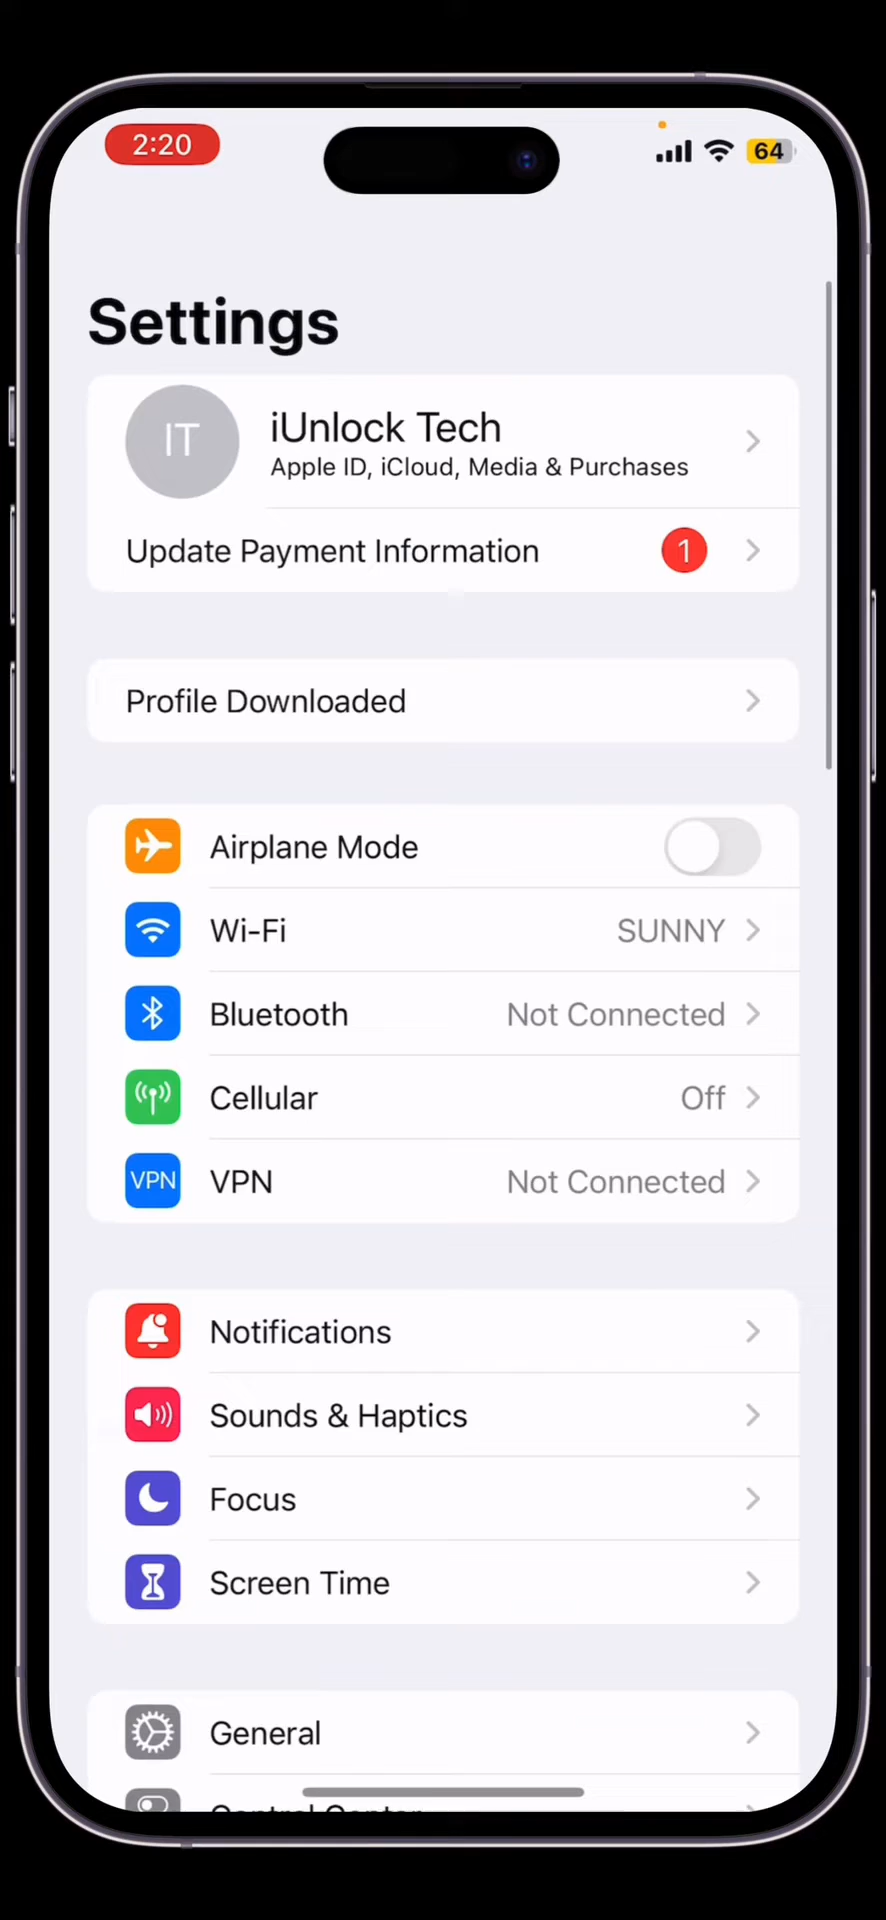 2:20
64
Settings
IT
iUnlock Tech
Apple ID, iCloud, Media & Purchases
Update Payment Information
1
Profile Downloaded
Airplane Mode
Wi-Fi
SUNNY
Bluetooth
Not Connected
Cellular
Off
VPN
VPN
Not Connected
Notifications
Sounds & Haptics
Focus
Screen Time
General
Control Center